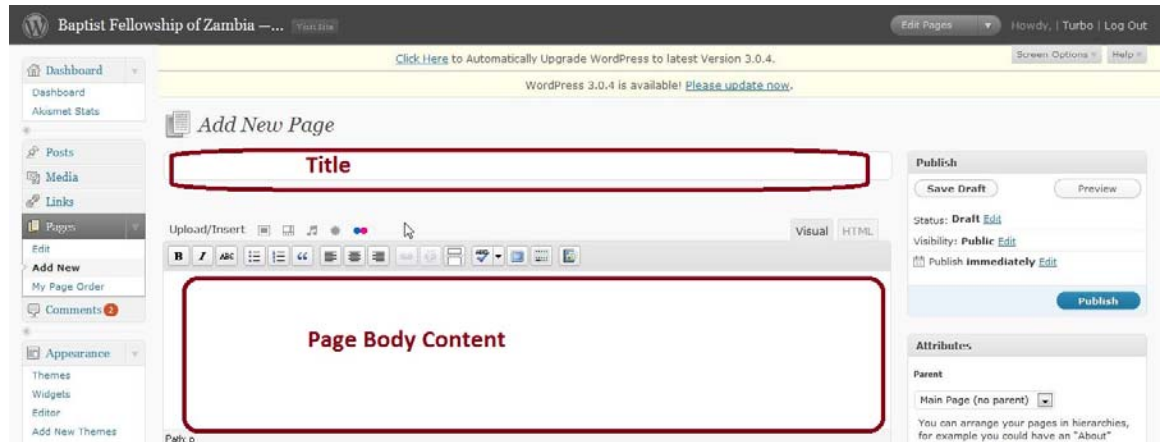 Baptist Fellowship of Zambia —... Visit Site Edit Pages Howdy, | Turbo | Log Out
Click Here to Automatically Upgrade WordPress to latest Version 3.0.4.
Screen Options Help
WordPress 3.0.4 is available! Please update now.
Dashboard
Dashboard
Akismet Stats
Posts
Media
Links
Pages
Edit
Add New
My Page Order
Comments 2
Appearance
Themes
Widgets
Editor
Add New Themes
Add New Page
Title
Upload/Insert Visual HTML
B I ABC
Page Body Content
Path: p
Publish
Save Draft Preview
Status: Draft Edit
Visibility: Public Edit
Publish immediately Edit
Publish
Attributes
Parent
Main Page (no parent)
You can arrange your pages in hierarchies,
for example you could have an "About"